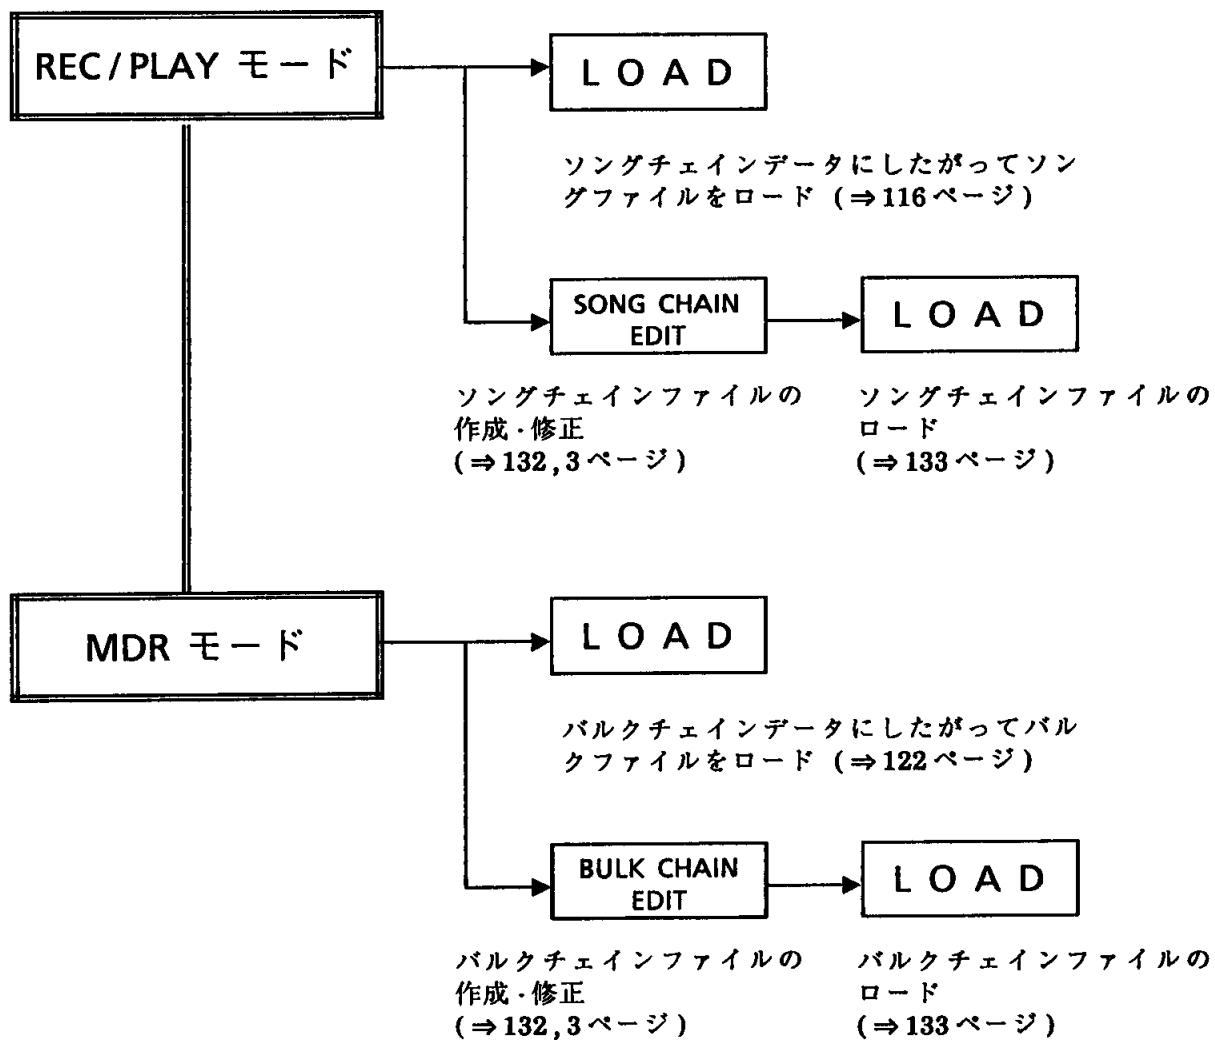 REC/PLAY モード
LOAD
ソングチェインデータにしたがってソン
グファイルをロード (⇒116ページ)
SONG CHAIN
EDIT
LOAD
ソングチェインファイルの
作成·修正
(⇒132,3ページ)
ソングチェインファイルの
ロード
(⇒133ページ)
MDR モード
LOAD
バルクチェインデータにしたがってバル
クファイルをロード (⇒122ページ)
BULK CHAIN
EDIT
LOAD
バルクチェインファイルの
作成·修正
(⇒132,3ページ)
バルクチェインファイルの
ロード
(⇒133ページ)